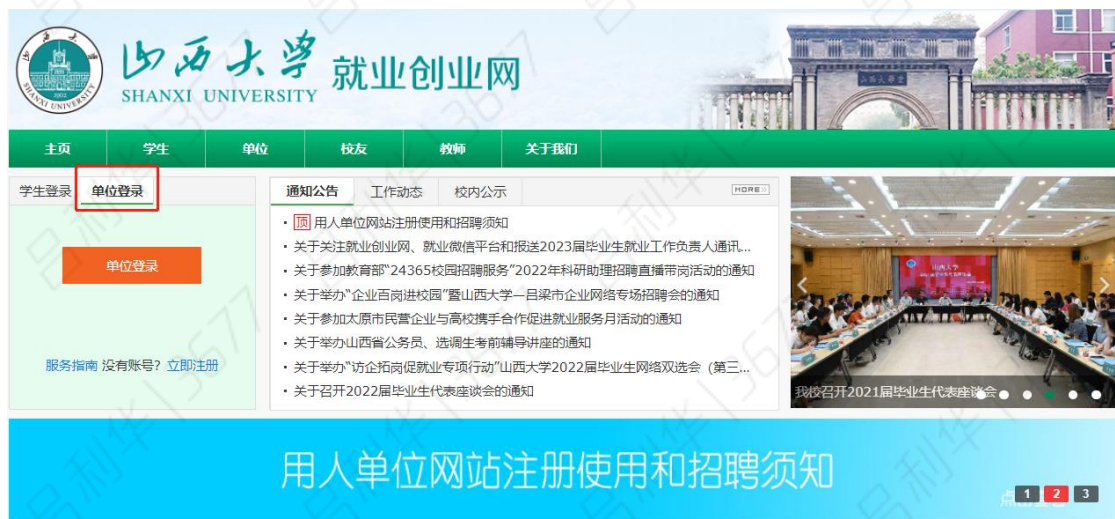 山西大学 就业创业网
SHANXI UNIVERSITY
主页 学生 单位 校友 教师 关于我们
学生登录 单位登录
单位登录
服务指南 没有账号？ 立即注册
通知公告 工作动态 校内公示 MORE
顶 用人单位网站注册使用和招聘须知
关于关注就业创业网、就业微信平台和报送2023届毕业生就业工作负责人通讯...
关于参加教育部“24365校园招聘服务”2022年科研助理招聘直播带岗活动的通知
关于举办“企业百岗进校园”暨山西大学—吕梁市企业网络专场招聘会的通知
关于参加太原市民营企业与高校携手合作促进就业服务月活动的通知
关于举办山西省公务员、选调生考前辅导讲座的通知
关于举办“访企拓岗促就业专项行动”山西大学2022届毕业生网络双选会（第三...
关于召开2022届毕业生代表座谈会的通知
我校召开2021届毕业生代表座谈会
用人单位网站注册使用和招聘须知
1 2 3
吕利华|3677